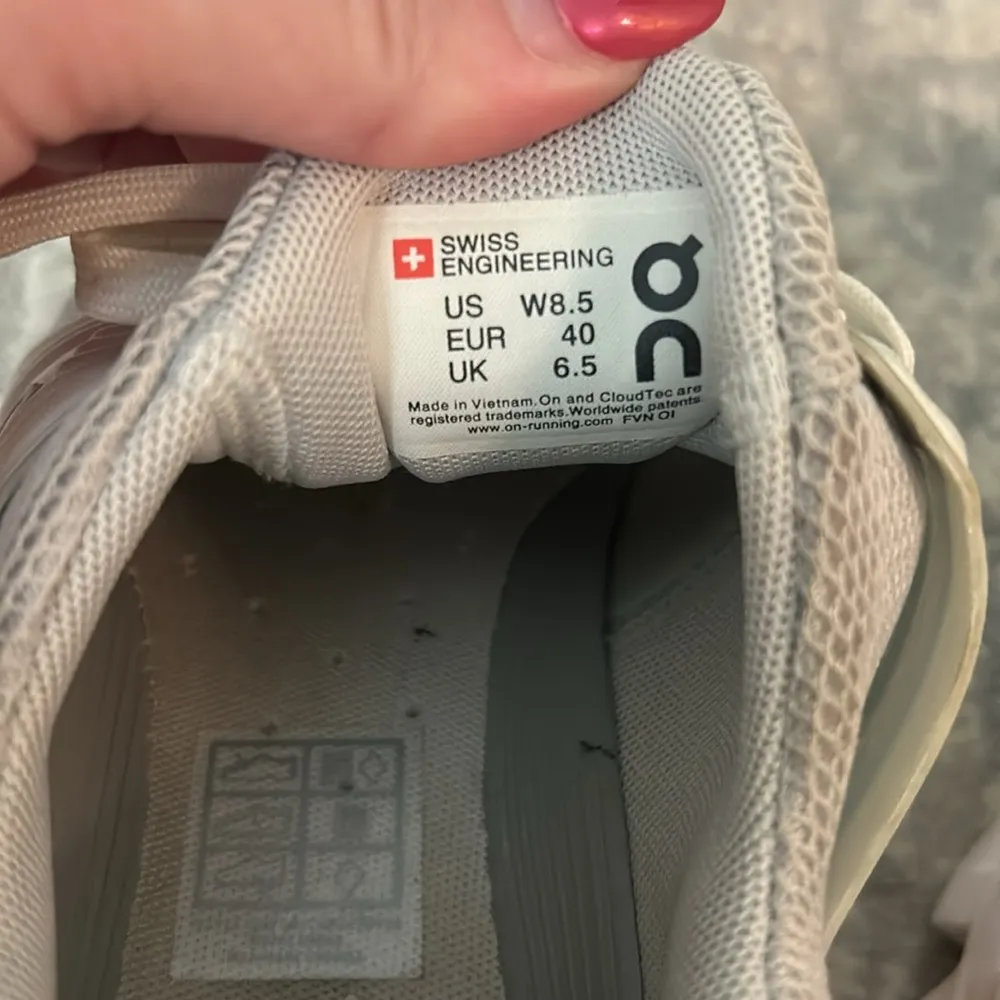 SWISS
ENGINEERING
US W8.5
EUR 40
UK 6.5
Made in Vietnam. On and CloudTec are
registered trademarks. Worldwide patents.
www.on-running.com FVN OI